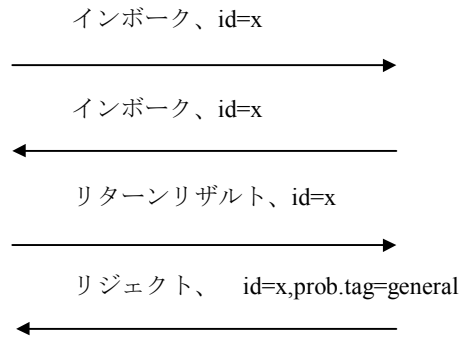 インボーク、id=x
インボーク、id=x
リターンリザルト、id=x
リジェクト、 id=x,prob.tag=general